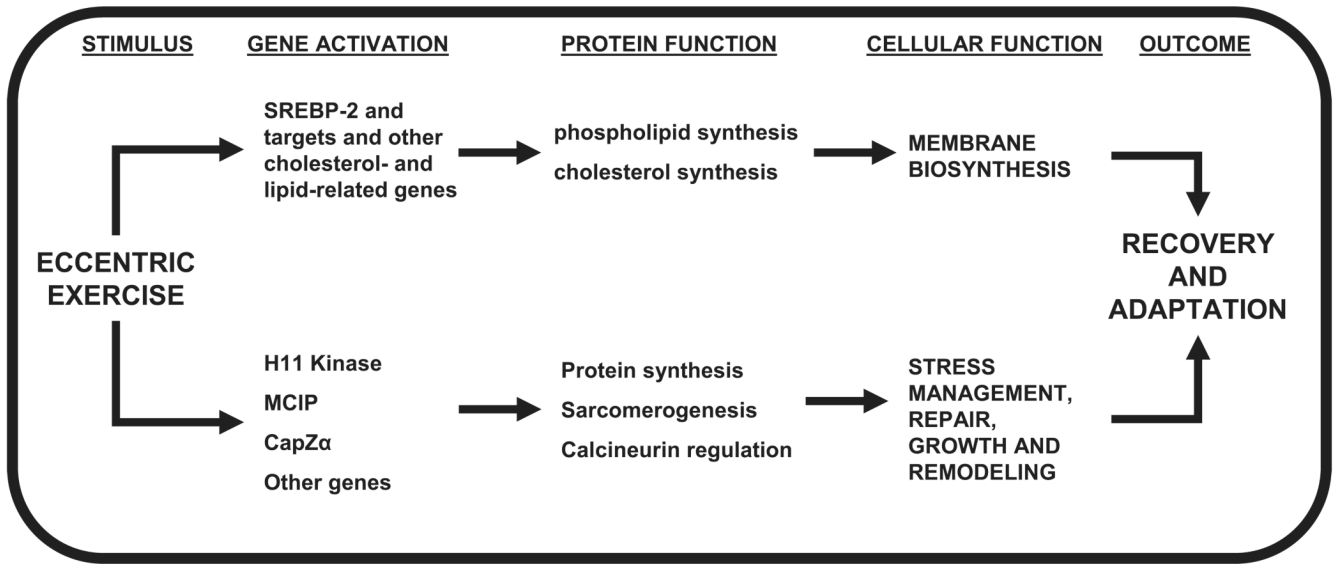 STIMULUS
GENE ACTIVATION
PROTEIN FUNCTION
CELLULAR FUNCTION
OUTCOME
ECCENTRIC
EXERCISE
SREBP-2 and
targets and other
cholesterol- and
lipid-related genes
phospholipid synthesis
cholesterol synthesis
MEMBRANE
BIOSYNTHESIS
H11 Kinase
MCIP
CapZα
Other genes
Protein synthesis
Sarcomerogenesis
Calcineurin regulation
STRESS
MANAGEMENT,
REPAIR,
GROWTH AND
REMODELING
RECOVERY
AND
ADAPTATION